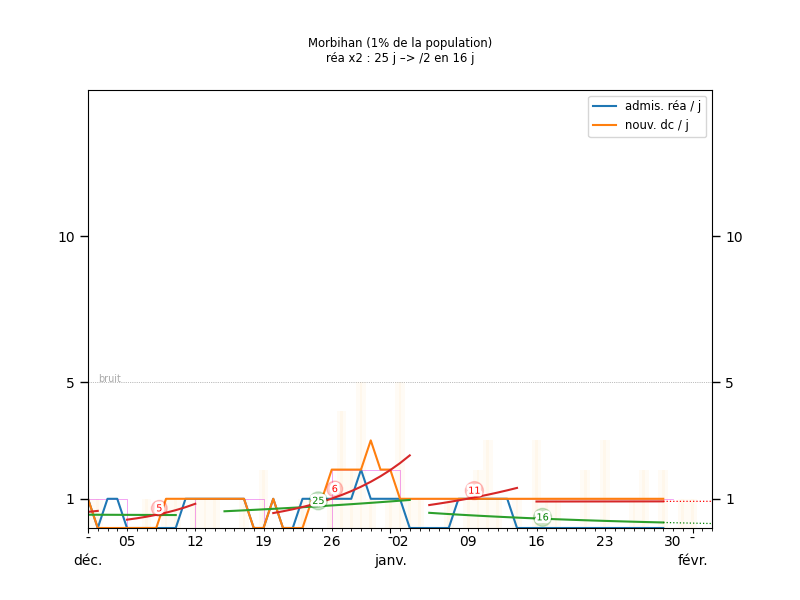 Morbihan (1% de la population)
réa x2 : 25 j –> /2 en 16 j
admis. réa / j
nouv. dc / j
10 10
bruit
5 5
5 25 6 11 16
1 1
- 05 12 19 26 -02 09 16 23 30 -
déc. janv. févr.